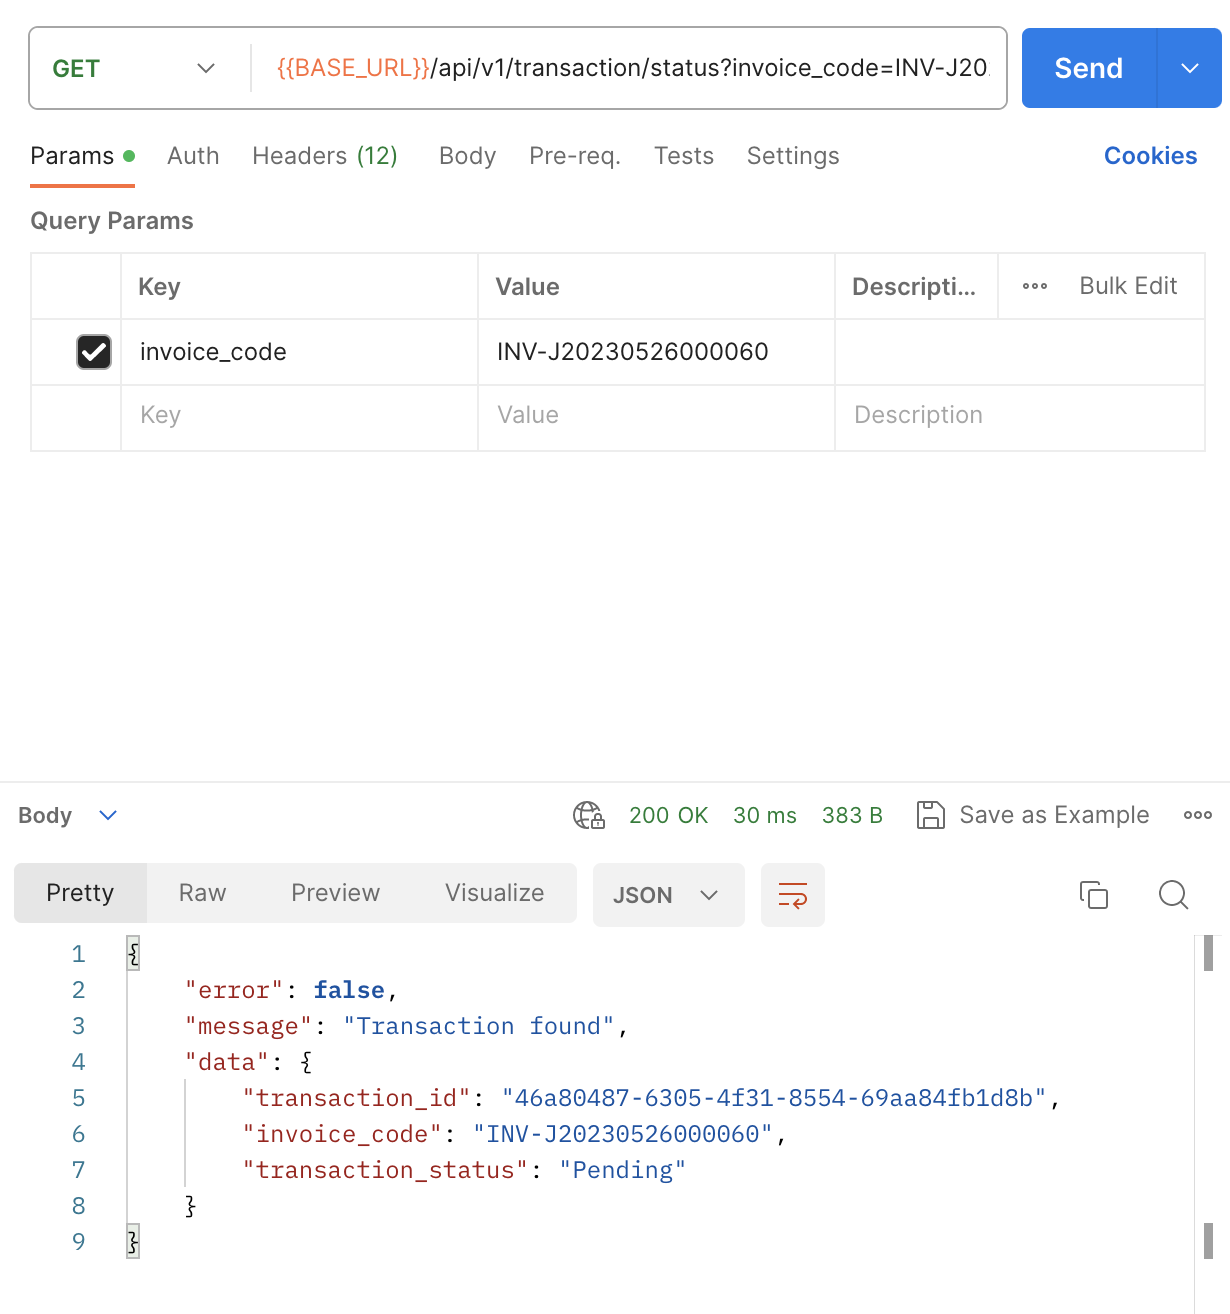 GET {{BASE_URL}}/api/v1/transaction/status?invoice_code=INV-J20 Send
Params Auth Headers (12) Body Pre-req. Tests Settings Cookies
Query Params
Key Value Descripti... Bulk Edit
invoice_code INV-J20230526000060
Key Value Description
Body 200 OK 30 ms 383 B Save as Example
Pretty Raw Preview Visualize JSON
1 {
2 "error": false,
3 "message": "Transaction found",
4 "data": {
5 "transaction_id": "46a80487-6305-4f31-8554-69aa84fb1d8b",
6 "invoice_code": "INV-J20230526000060",
7 "transaction_status": "Pending"
8 }
9 }